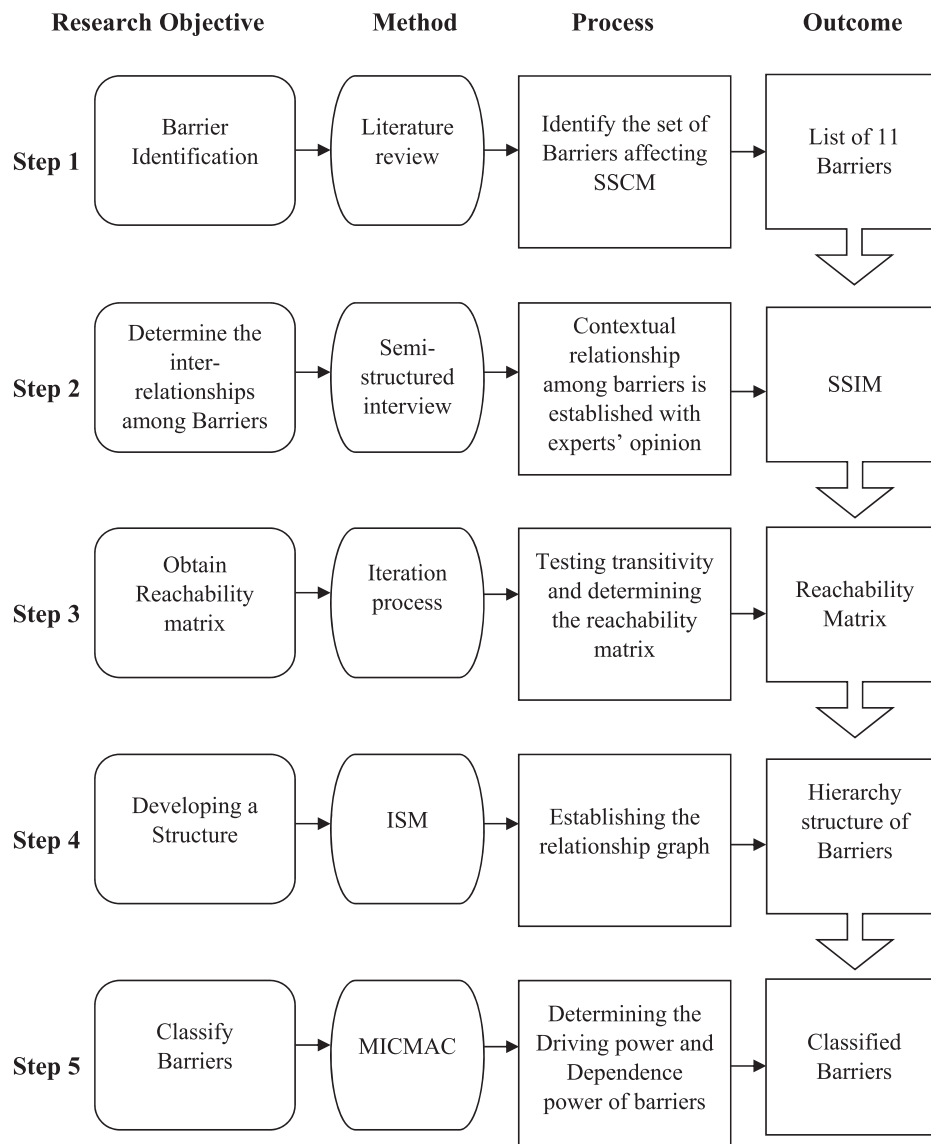 Research Objective
Method
Process
Outcome
Step 1
Barrier
Identification
Literature
review
Identify the set of
Barriers affecting
SSCM
List of 11
Barriers
Step 2
Determine the
inter-
relationships
among Barriers
Semi-
structured
interview
Contextual
relationship
among barriers is
established with
experts’ opinion
SSIM
Step 3
Obtain
Reachability
matrix
Iteration
process
Testing transitivity
and determining
the reachability
matrix
Reachability
Matrix
Step 4
Developing a
Structure
ISM
Establishing the
relationship graph
Hierarchy
structure of
Barriers
Step 5
Classify
Barriers
MICMAC
Determining the
Driving power and
Dependence
power of barriers
Classified
Barriers